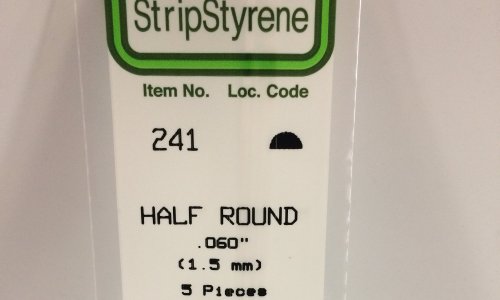 StripStyrene
Item No. Loc. Code
241
HALF ROUND
.060"
(1.5 mm)
5 Pieces